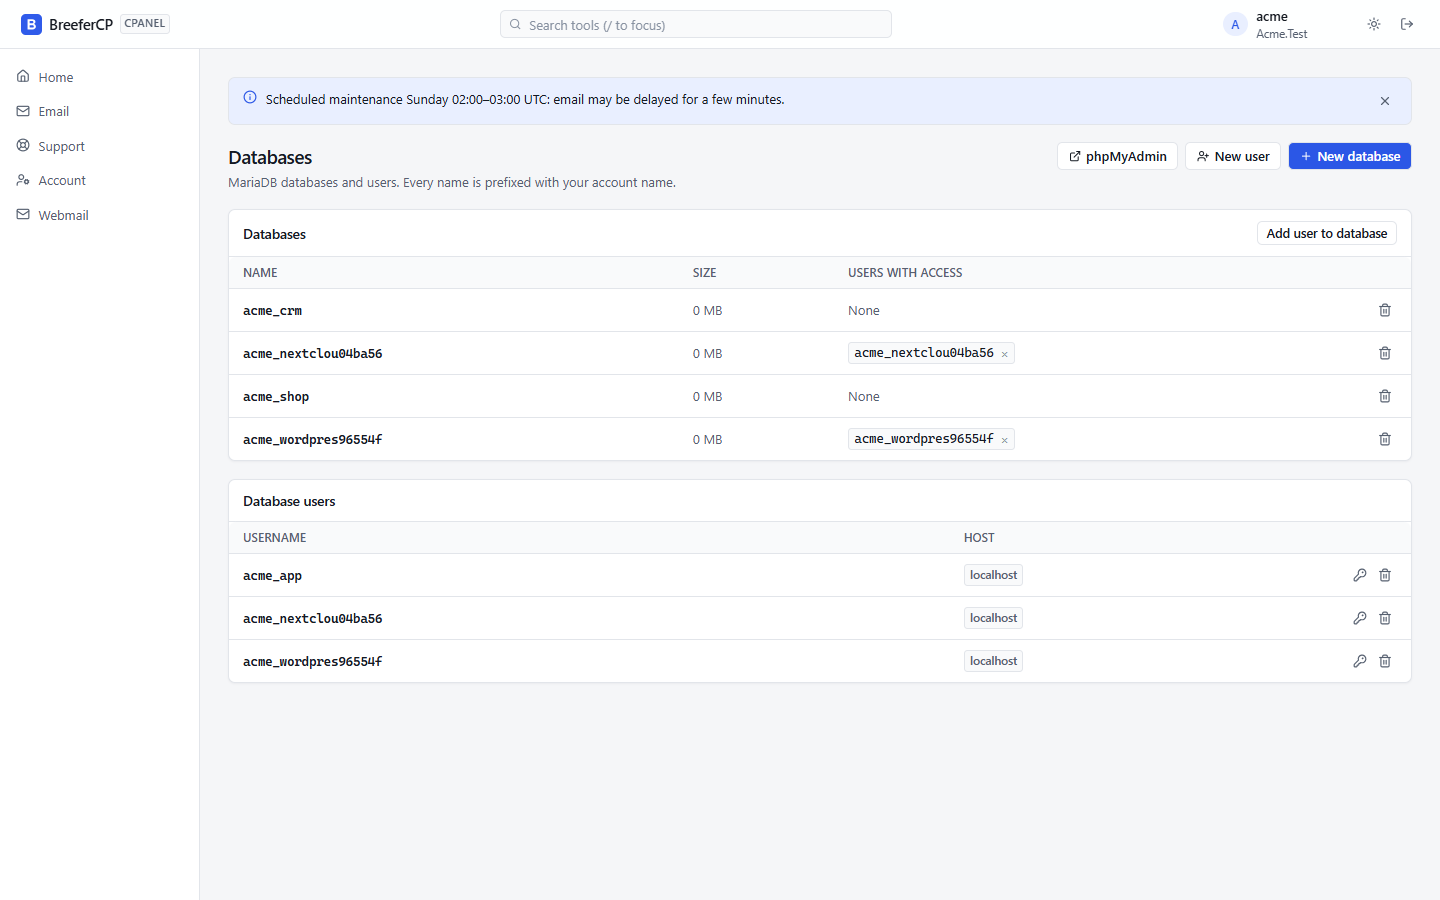 B BreeferCP CPANEL
Search tools (/ to focus)
A
acme
Acme.Test
Home
Email
Support
Account
Webmail
Scheduled maintenance Sunday 02:00–03:00 UTC: email may be delayed for a few minutes.
Databases
phpMyAdmin
New user
New database
MariaDB databases and users. Every name is prefixed with your account name.
Databases
Add user to database
NAME SIZE USERS WITH ACCESS
acme_crm 0 MB None
acme_nextclou04ba56 0 MB acme_nextclou04ba56 ×
acme_shop 0 MB None
acme_wordpres96554f 0 MB acme_wordpres96554f ×
Database users
USERNAME HOST
acme_app localhost
acme_nextclou04ba56 localhost
acme_wordpres96554f localhost